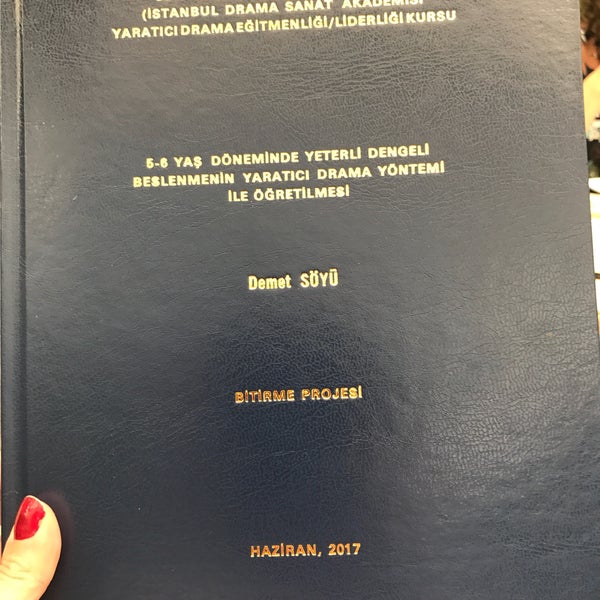 (İSTANBUL DRAMA SANAT AKADEMİSİ
YARATICI DRAMA EĞİTMENLİĞİ/LİDERLİĞİ KURSU
5-6 YAŞ DÖNEMİNDE YETERLİ DENGELİ
BESLENMENİN YARATICI DRAMA YÖNTEMİ
İLE ÖĞRETİLMESİ
Demet SÖYÜ
BİTİRME PROJESİ
HAZİRAN, 2017